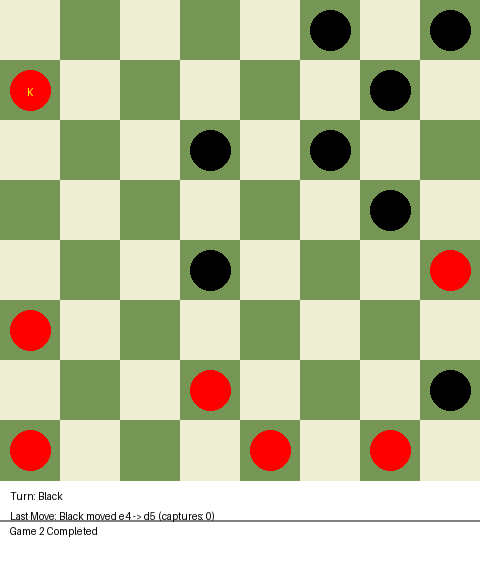 K
Turn: Black
Last Move: Black moved e4 -> d5 (captures: 0)
Game 2 Completed